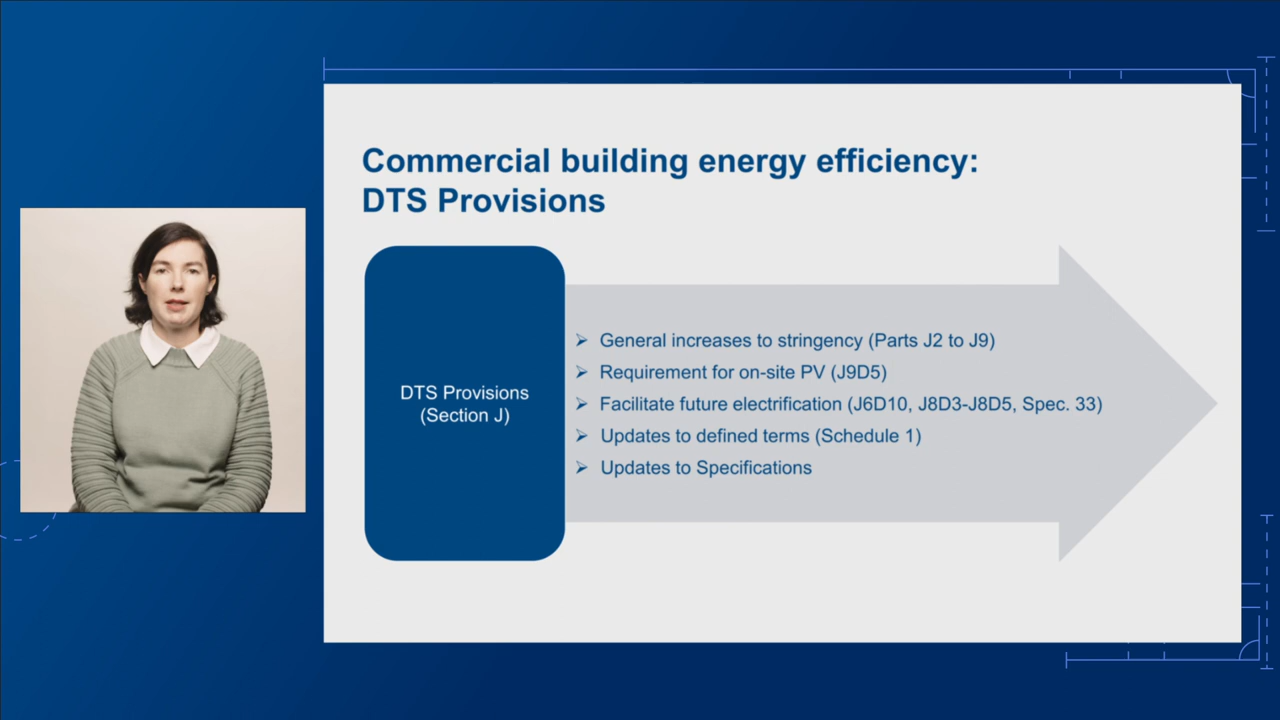 Commercial building energy efficiency:
DTS Provisions
DTS Provisions
(Section J)
General increases to stringency (Parts J2 to J9)
Requirement for on-site PV (J9D5)
Facilitate future electrification (J6D10, J8D3-J8D5, Spec. 33)
Updates to defined terms (Schedule 1)
Updates to Specifications